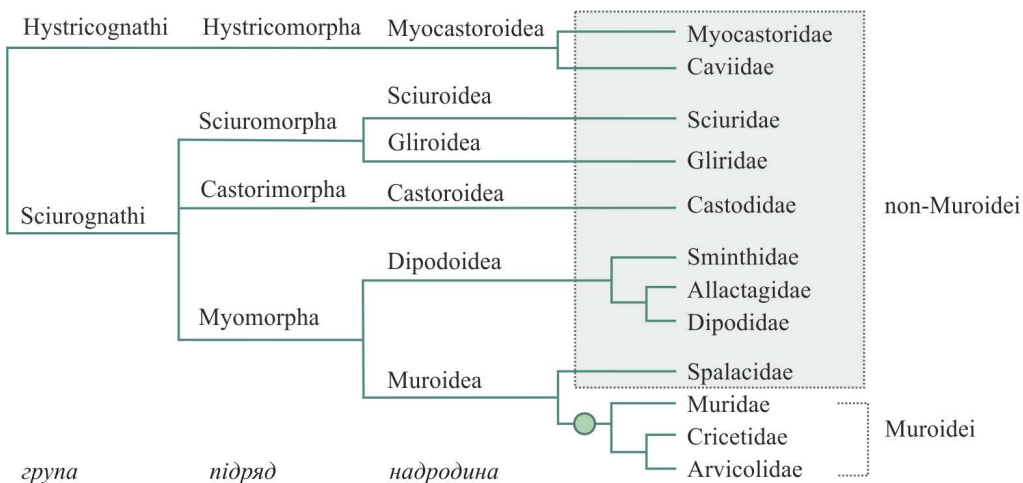 Hystricognathi Hystricomorpha Myocastoroidea
Myocastoridae
Caviidae
Sciuroidea
Sciuromorpha
Sciuridae
Gliroidea
Gliridae
Castorimorpha Castoroidea
Castodidae
non-Muroidei
Sciurognathi
Dipodoidea
Sminthidae
Allactagidae
Dipodidae
Myomorpha
Muroidea
Spalacidae
Muridae
Cricetidae
Arvicolidae
Muroidei
група підряд надродина